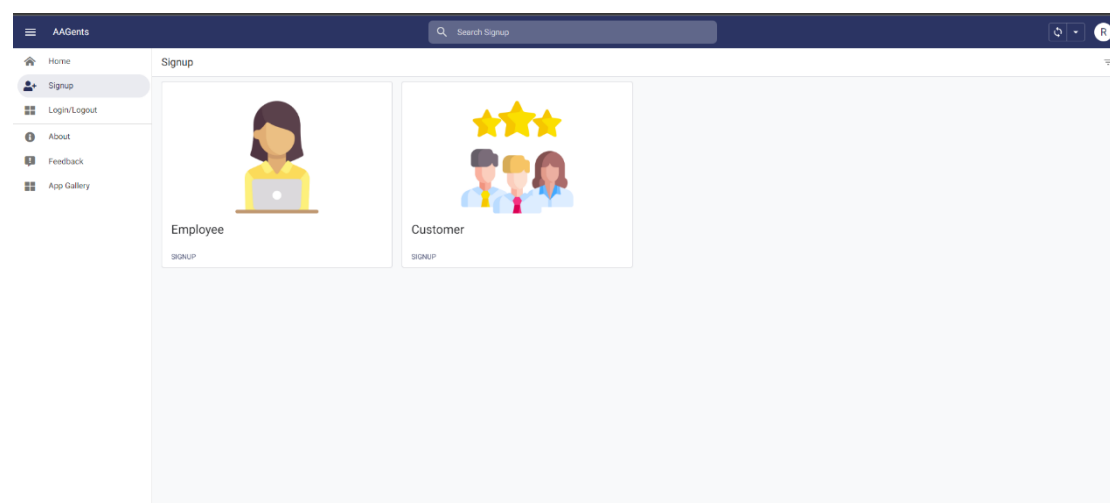 AAGents
Search Signup
R
Home
Signup
Login/Logout
About
Feedback
App Gallery
Signup
Employee
SIGNUP
Customer
SIGNUP